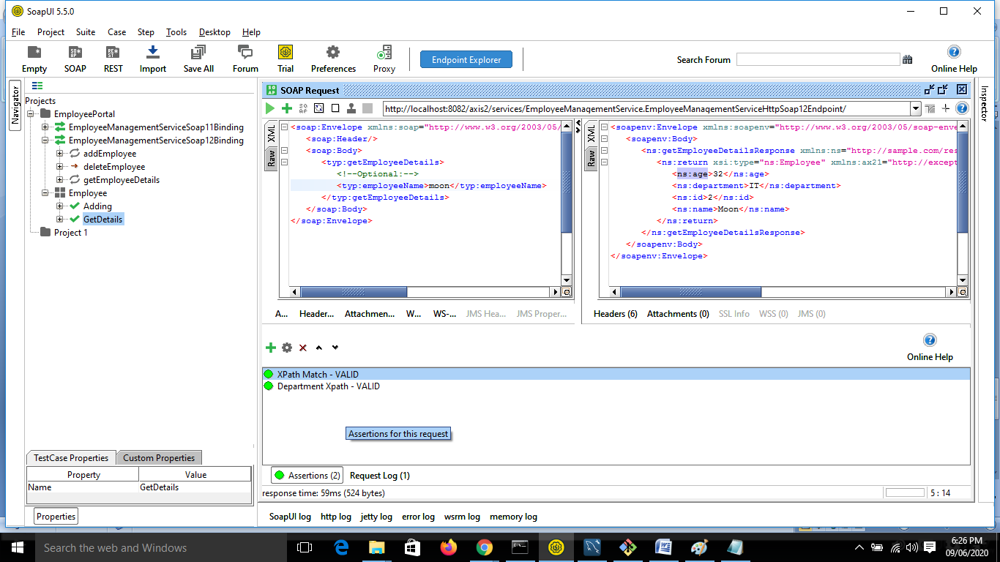 SoapUI 5.5.0
File Project Suite Case Step Tools Desktop Help
Empty SOAP REST Import Save All Forum Trial Preferences Proxy Endpoint Explorer Search Forum Online Help
Navigator
Projects
EmployeePortal
EmployeeManagementServiceSoap11Binding
EmployeeManagementServiceSoap12Binding
addEmployee
deleteEmployee
getEmployeeDetails
Employee
Adding
GetDetails
Project 1
TestCase Properties Custom Properties
Property Value
Name GetDetails
Properties
SOAP Request
http://localhost:8082/axis2/services/EmployeeManagementService.EmployeeManagementServiceHttpSoap12Endpoint/
XML
Raw
<soap:Envelope xmlns:soap="http://www.w3.org/2003/05/
<soap:Header/>
<soap:Body>
<typ:getEmployeeDetails>
<!--Optional:-->
<typ:employeeName>moon</typ:employeeName>
</typ:getEmployeeDetails>
</soap:Body>
</soap:Envelope>
A... Header... Attachmen... W... WS-... JMS Hea... JMS Proper...
XML
Raw
<soapenv:Envelope xmlns:soapenv="http://www.w3.org/2003/05/soap-enve
<soapenv:Body>
<ns:getEmployeeDetailsResponse xmlns:ns="http://sample.com/res
<ns:return xsi:type="ns:Employee" xmlns:ax21="http://except
<ns:age>32</ns:age>
<ns:department>IT</ns:department>
<ns:id>2</ns:id>
<ns:name>Moon</ns:name>
</ns:return>
</ns:getEmployeeDetailsResponse>
</soapenv:Body>
</soapenv:Envelope>
Headers (6) Attachments (0) SSL Info WSS (0) JMS (0)
Online Help
XPath Match - VALID
Department Xpath - VALID
Assertions for this request
Assertions (2) Request Log (1)
response time: 59ms (524 bytes) 5 : 14
SoapUI log http log jetty log error log wsrm log memory log
Inspector
Search the web and Windows
6:26 PM
09/06/2020